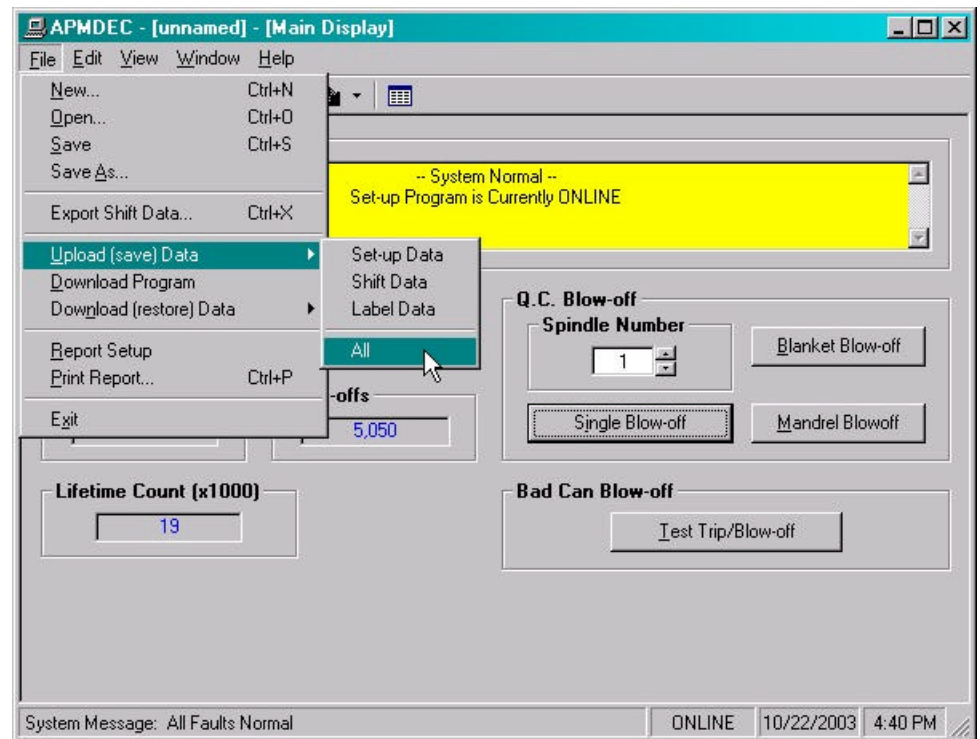 APMDEC - [unnamed] - [Main Display]
File Edit View Window Help
New... Ctrl+N
Open... Ctrl+O
Save Ctrl+S
Save As...
Export Shift Data... Ctrl+X
Upload (save) Data
Download Program
Download (restore) Data
Report Setup
Print Report... Ctrl+P
Exit
Set-up Data
Shift Data
Label Data
All
-- System Normal --
Set-up Program is Currently ONLINE
Q.C. Blow-off
Spindle Number
1
Blanket Blow-off
Single Blow-off
Mandrel Blowoff
-offs
5,050
Lifetime Count (x1000)
19
Bad Can Blow-off
Test Trip/Blow-off
System Message: All Faults Normal
ONLINE
10/22/2003
4:40 PM